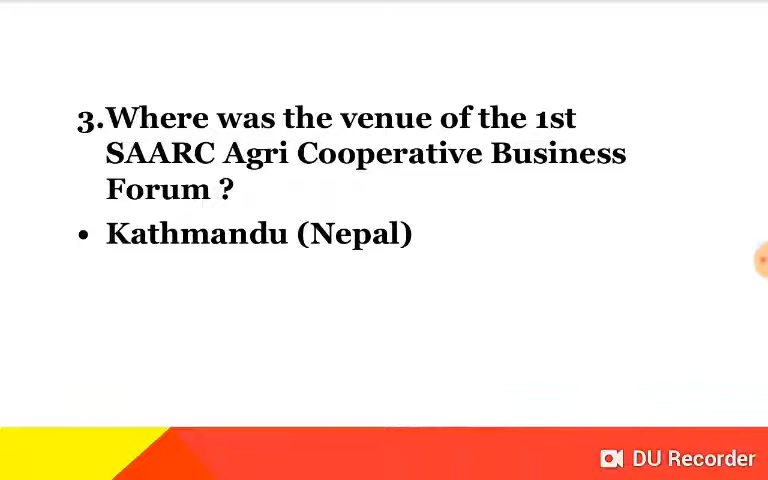 3.Where was the venue of the 1st
SAARC Agri Cooperative Business
Forum ?
• Kathmandu (Nepal)
DU Recorder